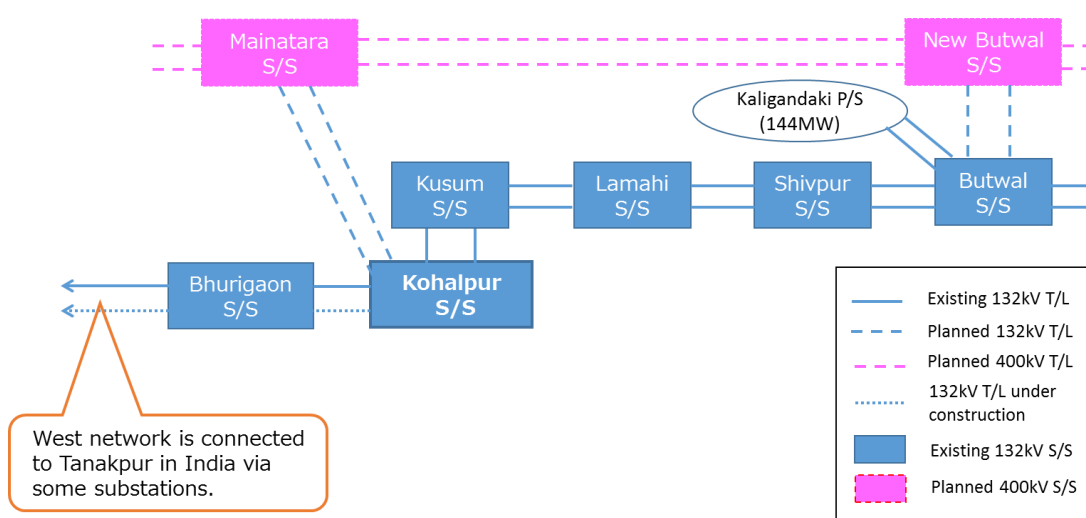 Mainatara
S/S
New Butwal
S/S
Kaligandaki P/S
(144MW)
Kusum
S/S
Lamahi
S/S
Shivpur
S/S
Butwal
S/S
Bhurigaon
S/S
Kohalpur
S/S
West network is connected
to Tanakpur in India via
some substations.
Existing 132kV T/L
Planned 132kV T/L
Planned 400kV T/L
132kV T/L under
construction
Existing 132kV S/S
Planned 400kV S/S